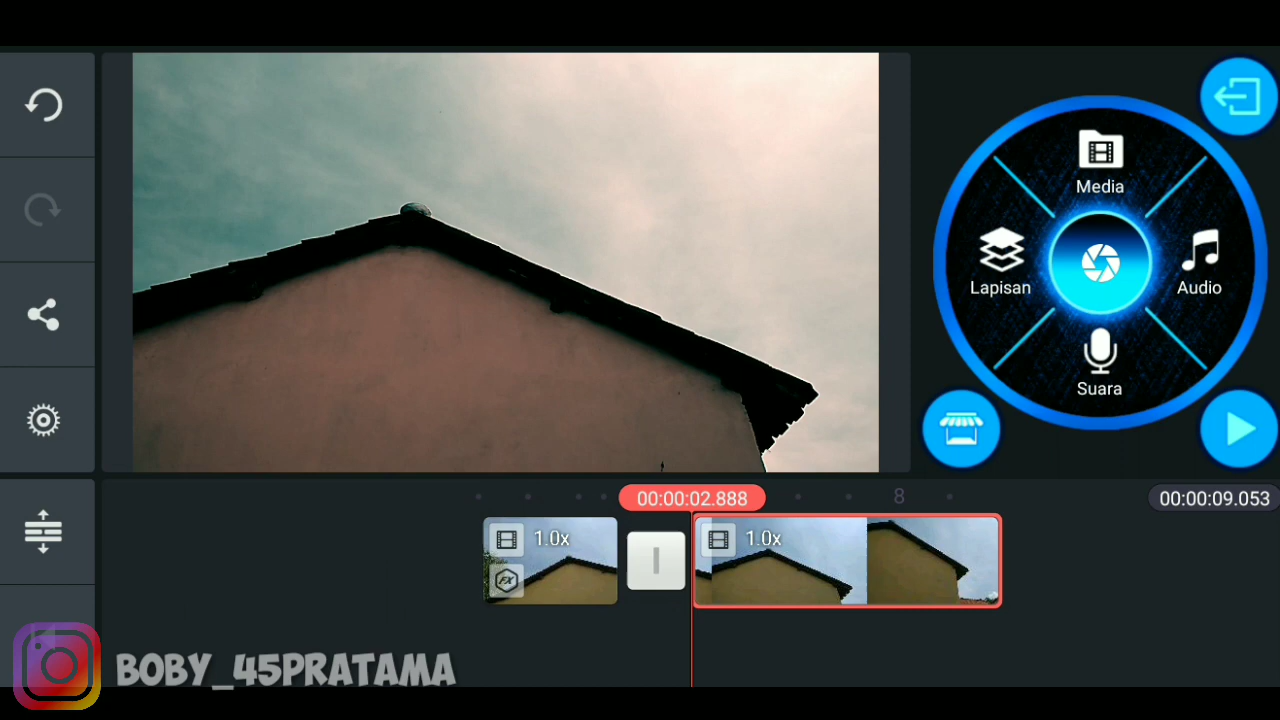 Media
Lapisan
Audio
Suara
00:00:02.888
8
00:00:09.053
1.0x
1.0x
FX
BOBY_45PRATAMA